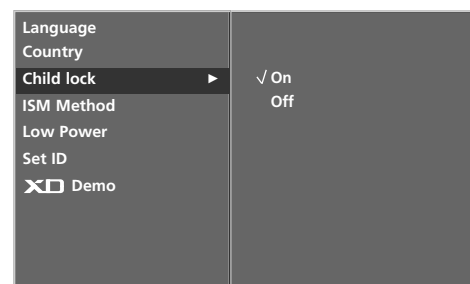 Language
Country
Child lock ►
ISM Method
Low Power
Set ID
XD Demo
√ On
Off